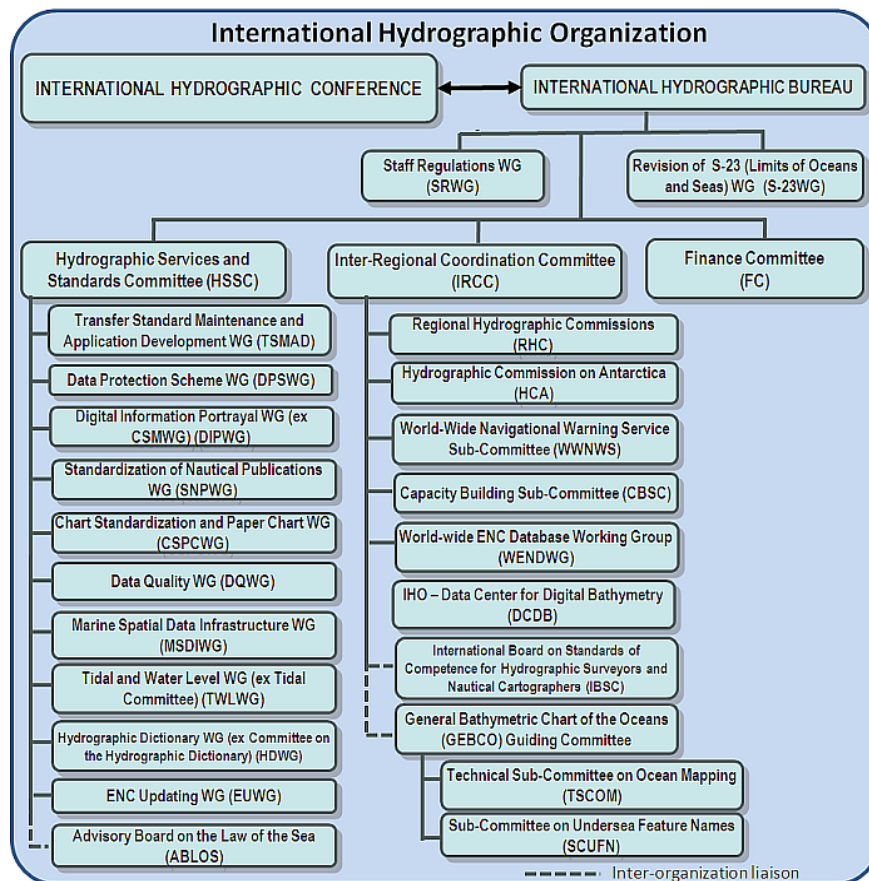 International Hydrographic Organization
INTERNATIONAL HYDROGRAPHIC CONFERENCE
INTERNATIONAL HYDROGRAPHIC BUREAU
Staff Regulations WG
(SRWG)
Revision of S-23 (Limits of Oceans
and Seas) WG (S-23WG)
Hydrographic Services and
Standards Committee (HSSC)
Inter-Regional Coordination Committee
(IRCC)
Finance Committee
(FC)
Transfer Standard Maintenance and
Application Development WG (TSMAD)
Data Protection Scheme WG (DPSWG)
Digital Information Portrayal WG (ex
CSMWG) (DIPWG)
Standardization of Nautical Publications
WG (SNPWG)
Chart Standardization and Paper Chart WG
(CSPCWG)
Data Quality WG (DQWG)
Marine Spatial Data Infrastructure WG
(MSDIWG)
Tidal and Water Level WG (ex Tidal
Committee) (TWLWG)
Hydrographic Dictionary WG (ex Committee on
the Hydrographic Dictionary) (HDWG)
ENC Updating WG (EUWG)
Advisory Board on the Law of the Sea
(ABLOS)
Regional Hydrographic Commissions
(RHC)
Hydrographic Commission on Antarctica
(HCA)
World-Wide Navigational Warning Service
Sub-Committee (WWNWS)
Capacity Building Sub-Committee (CBSC)
World-wide ENC Database Working Group
(WENDWG)
IHO – Data Center for Digital Bathymetry
(DCDB)
International Board on Standards of
Competence for Hydrographic Surveyors and
Nautical Cartographers (IBSC)
General Bathymetric Chart of the Oceans
(GEBCO) Guiding Committee
Technical Sub-Committee on Ocean Mapping
(TSCOM)
Sub-Committee on Undersea Feature Names
(SCUFN)
Inter-organization liaison